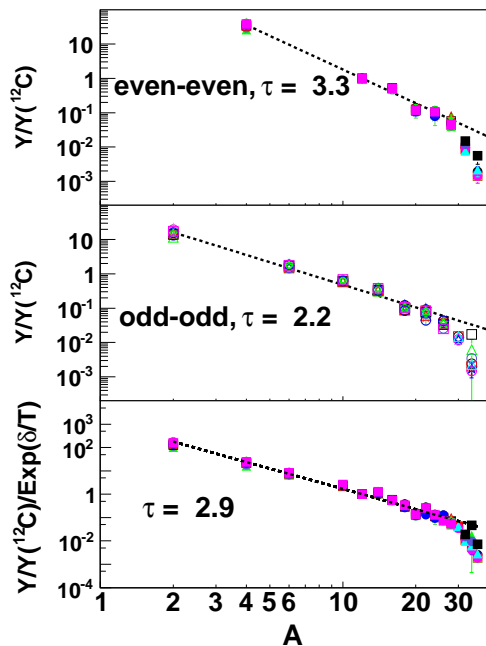 Y/Y(¹²C)
10
1
10⁻¹
10⁻²
10⁻³
even-even, τ = 3.3
Y/Y(¹²C)
10
1
10⁻¹
10⁻²
10⁻³
odd-odd, τ = 2.2
Y/Y(¹²C)/Exp(δ/T)
10³
10²
1
10⁻²
10⁻⁴
τ = 2.9
1 2 3 4 5 6 10 20 30
A